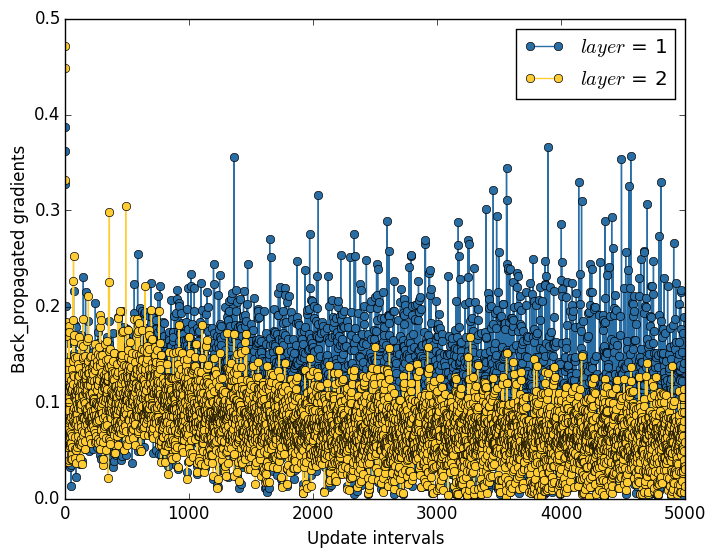 0.5
0.4
0.3
0.2
0.1
0.0
0 1000 2000 3000 4000 5000
Back_propagated gradients
Update intervals
layer = 1
layer = 2